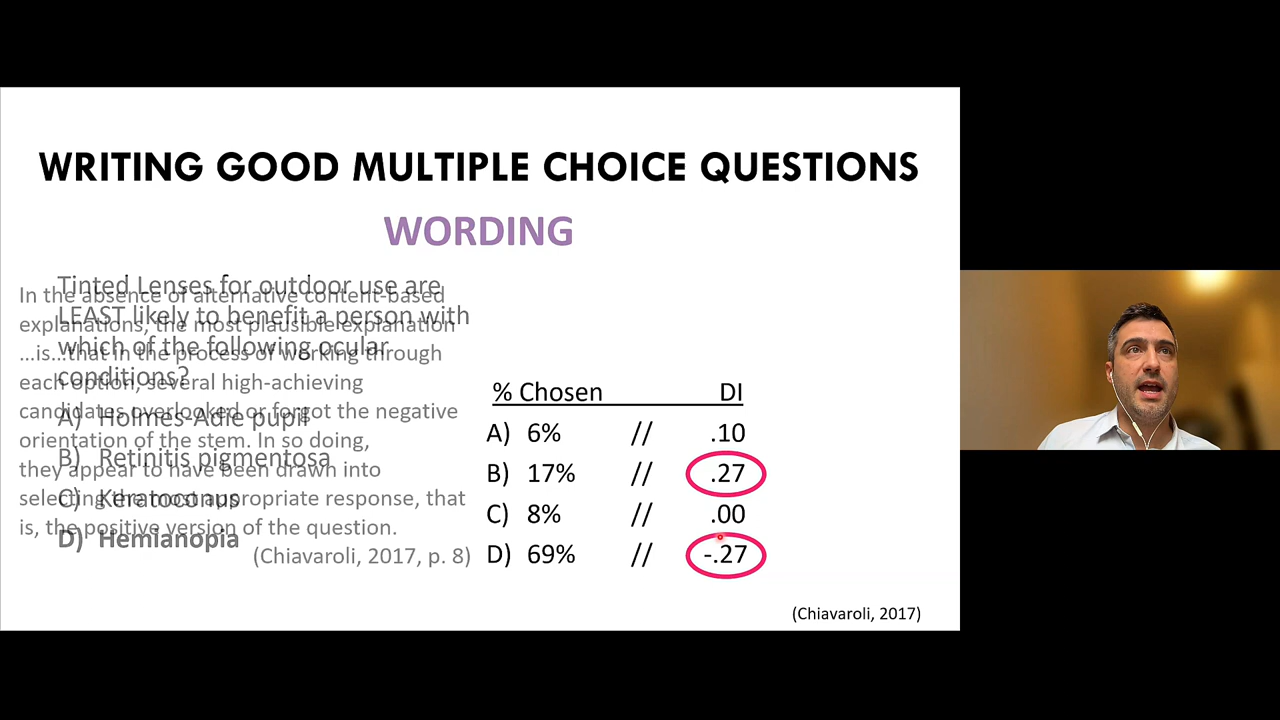 WRITING GOOD MULTIPLE CHOICE QUESTIONS
WORDING
Tinted Lenses for outdoor use are
LEAST likely to benefit a person with
which of the following ocular
conditions?
A) Holmes-Adie pupil
B) Retinitis pigmentosa
C) Keratoconus
D) Hemianopia
In the absence of alternative content-based
explanations, the most plausible explanation
...is...that in the process of working through
each option, several high-achieving
candidates overlooked or forgot the negative
orientation of the stem. In so doing,
they appear to have been drawn into
selecting the most appropriate response, that
is, the positive version of the question.
(Chiavaroli, 2017, p. 8)
% Chosen DI
A) 6% // .10
B) 17% // .27
C) 8% // .00
D) 69% // -.27
(Chiavaroli, 2017)